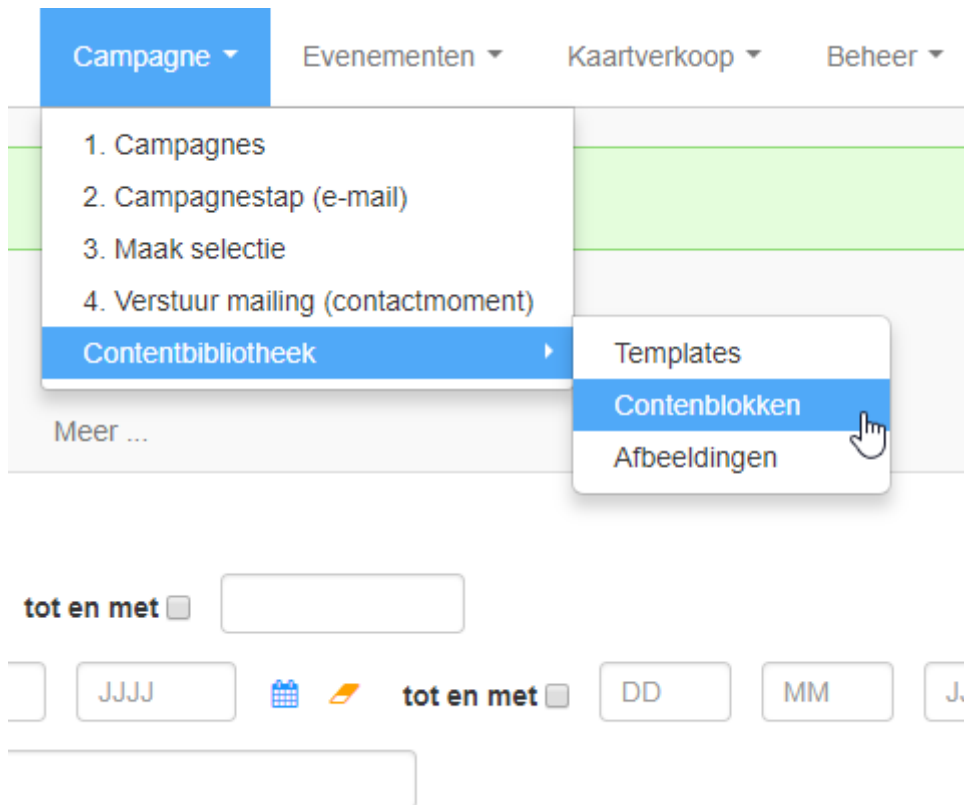 Campagne Evenementen Kaartverkoop Beheer
1. Campagnes
2. Campagnestap (e-mail)
3. Maak selectie
4. Verstuur mailing (contactmoment)
Contentbibliotheek Templates
Contenblokken
Meer ...
Afbeeldingen
tot en met
JJJJ tot en met DD MM